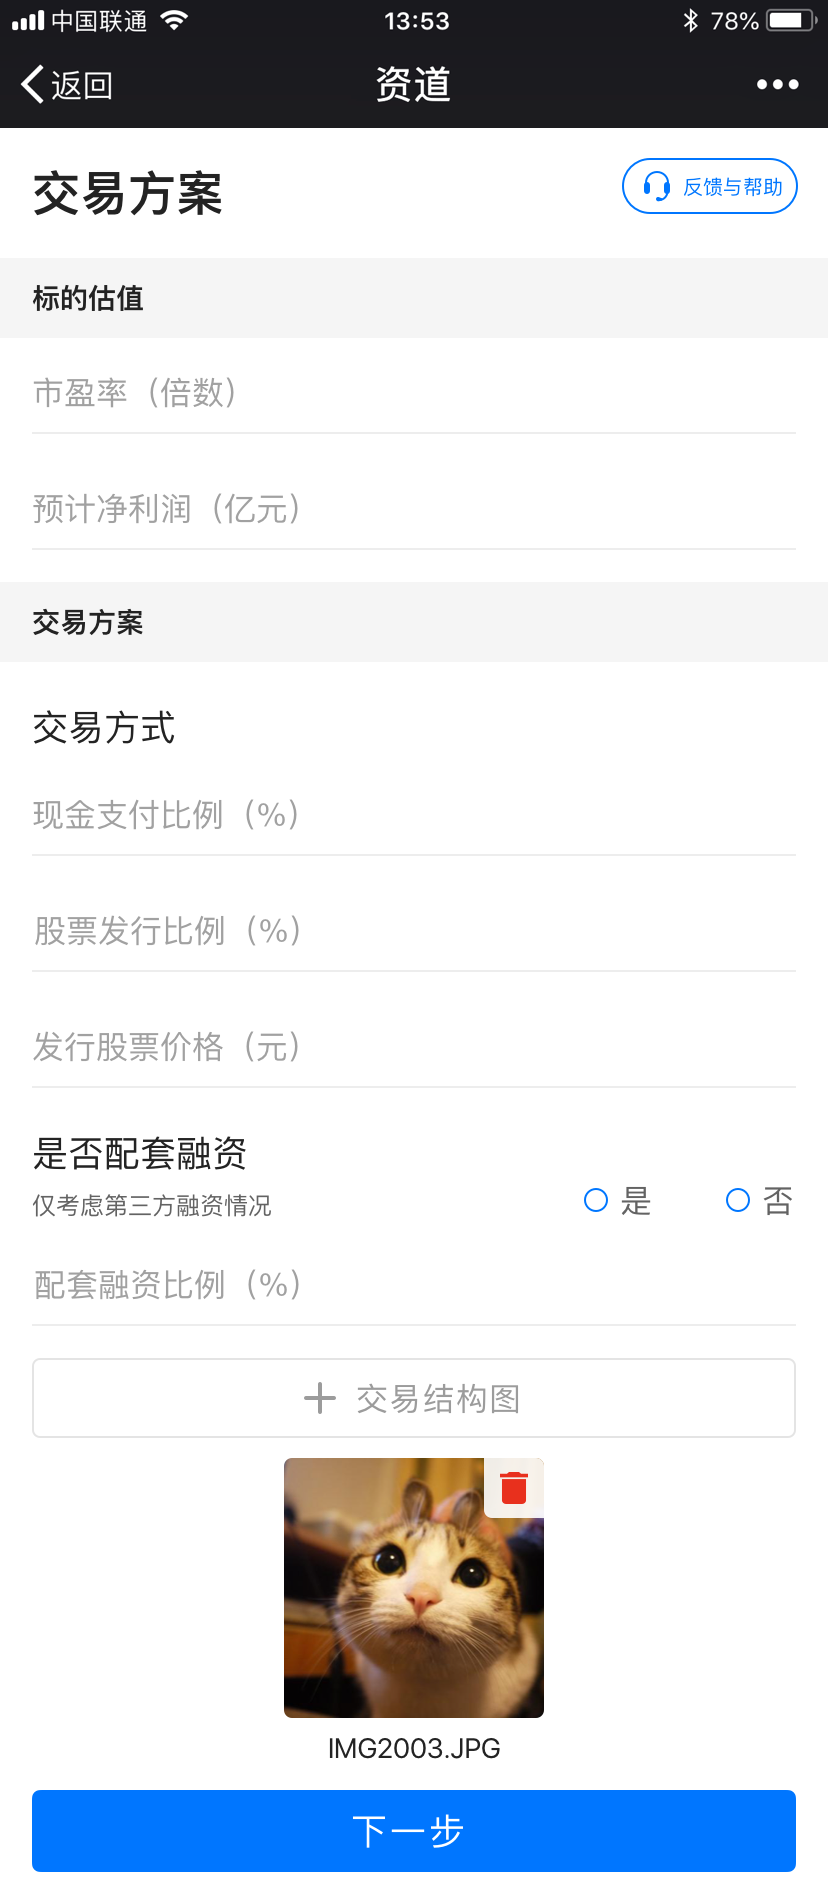 中国联通
13:53
78%
返回
资道
交易方案
反馈与帮助
标的估值
市盈率（倍数）
预计净利润（亿元）
交易方案
交易方式
现金支付比例（%）
股票发行比例（%）
发行股票价格（元）
是否配套融资
仅考虑第三方融资情况
是
否
配套融资比例（%）
交易结构图
IMG2003.JPG
下一步